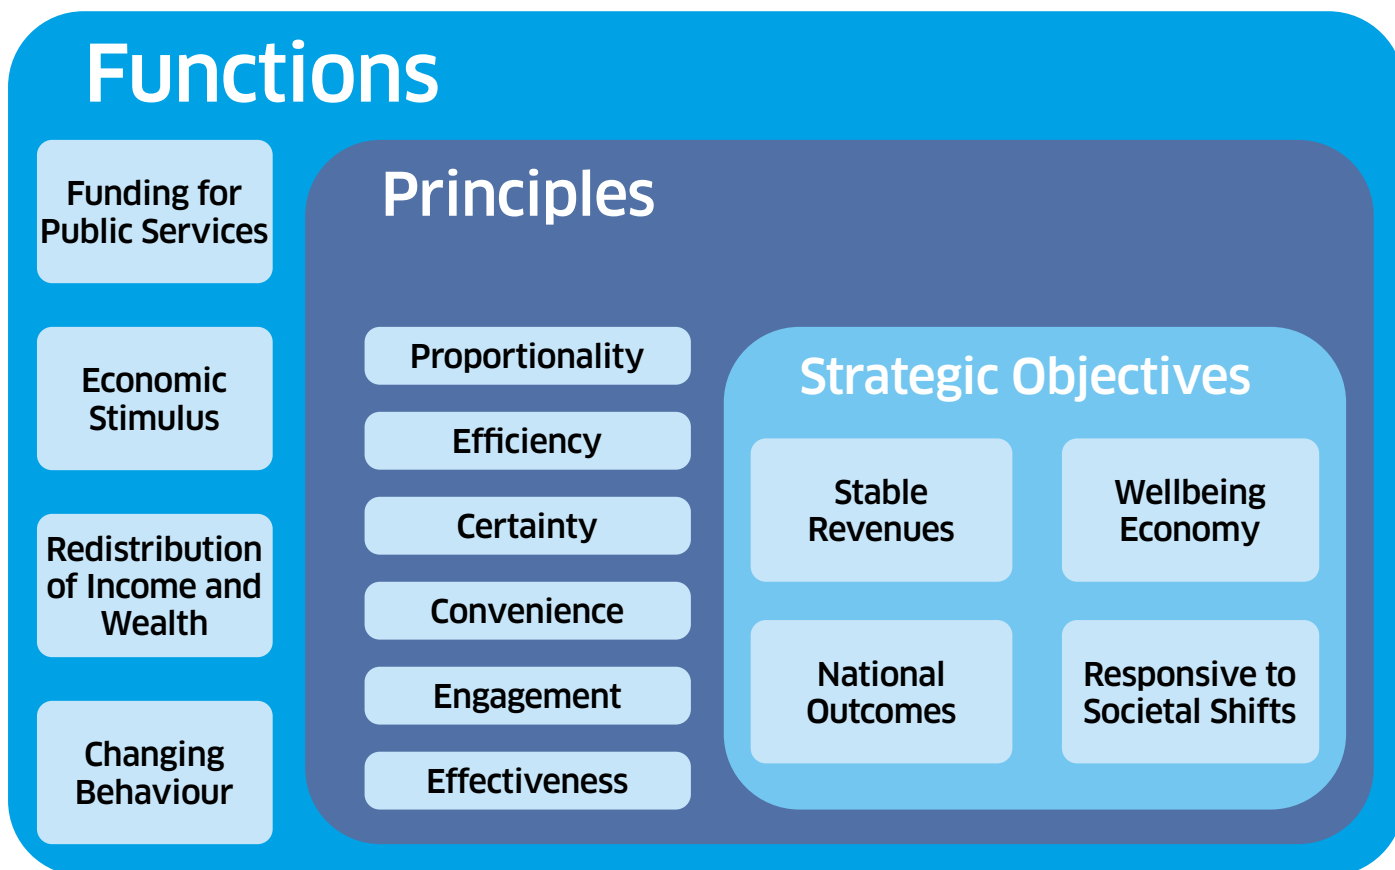 Functions
Funding for
Public Services
Economic
Stimulus
Redistribution
of Income and
Wealth
Changing
Behaviour
Principles
Proportionality
Efficiency
Certainty
Convenience
Engagement
Effectiveness
Strategic Objectives
Stable
Revenues
Wellbeing
Economy
National
Outcomes
Responsive to
Societal Shifts